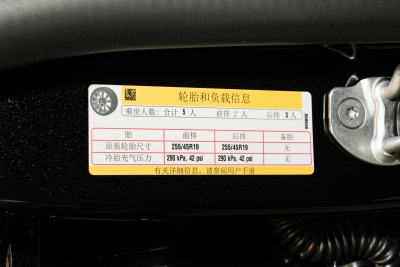 轮胎和负载信息
乘坐人数: 合计 5 人 前排 2 人 后排 3 人
胎 前排 后排 备胎
原装轮胎尺寸 255/45R19 255/45R19 无
冷胎充气压力 290 kPa, 42 psi 290 kPa, 42 psi 无
有关详细信息，请参阅用户手册